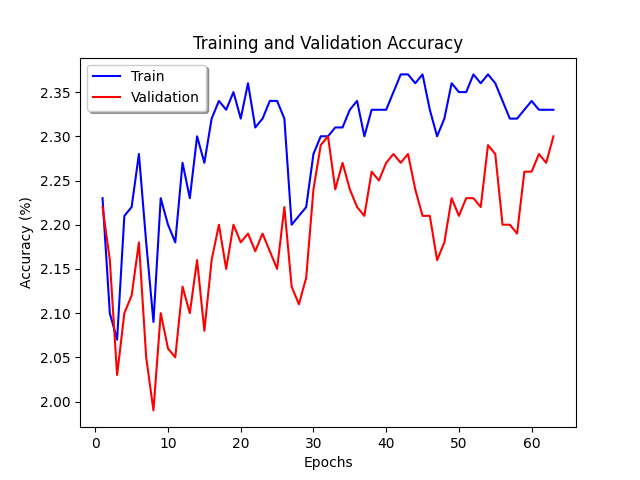 Training and Validation Accuracy
Train
Validation
Accuracy (%)
2.35
2.30
2.25
2.20
2.15
2.10
2.05
2.00
0 10 20 30 40 50 60
Epochs